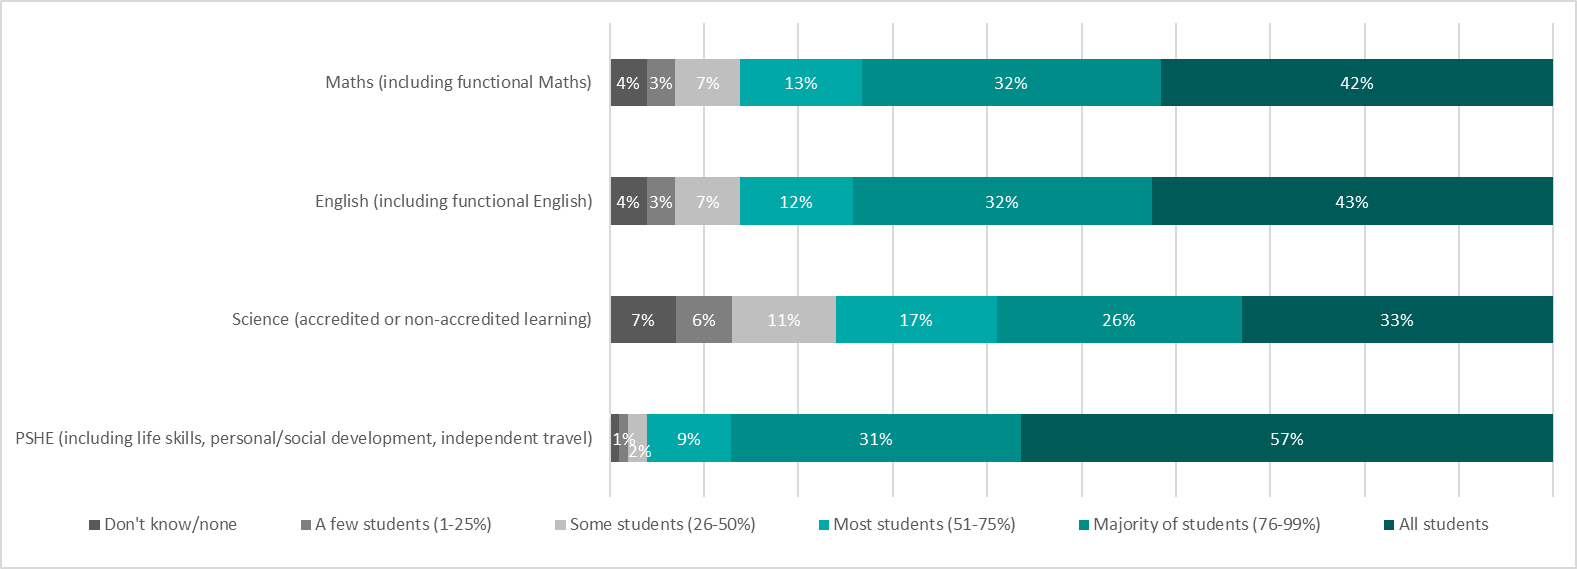 Maths (including functional Maths)
4% 3% 7% 13% 32% 42%
English (including functional English)
4% 3% 7% 12% 32% 43%
Science (accredited or non-accredited learning)
7% 6% 11% 17% 26% 33%
PSHE (including life skills, personal/social development, independent travel)
1% 2% 9% 31% 57%
Don't know/none A few students (1-25%) Some students (26-50%) Most students (51-75%) Majority of students (76-99%) All students